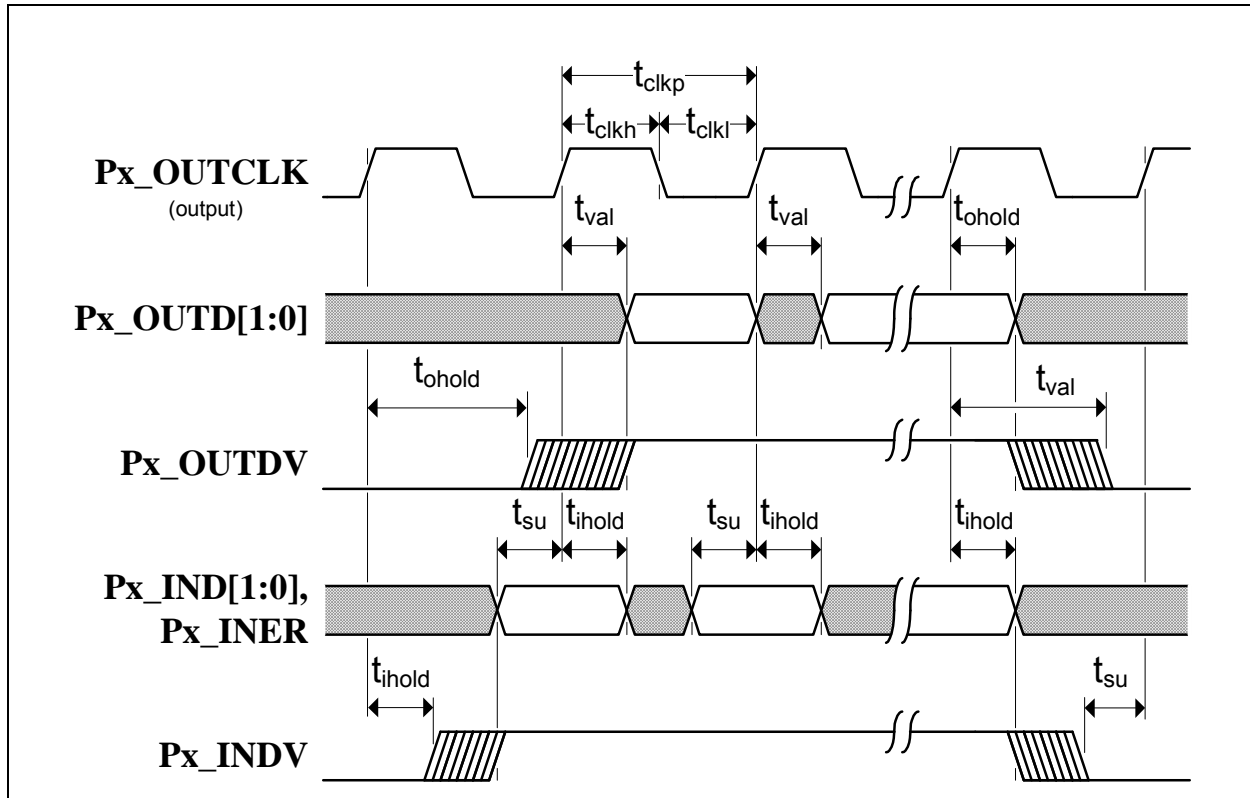 tclkp
tclkh tclkl
Px_OUTCLK
(output)
tval tval tohold
Px_OUTD[1:0]
tohold tval
Px_OUTDV
tsu tihold tsu tihold tihold
Px_IND[1:0],
Px_INER
tihold tsu
Px_INDV